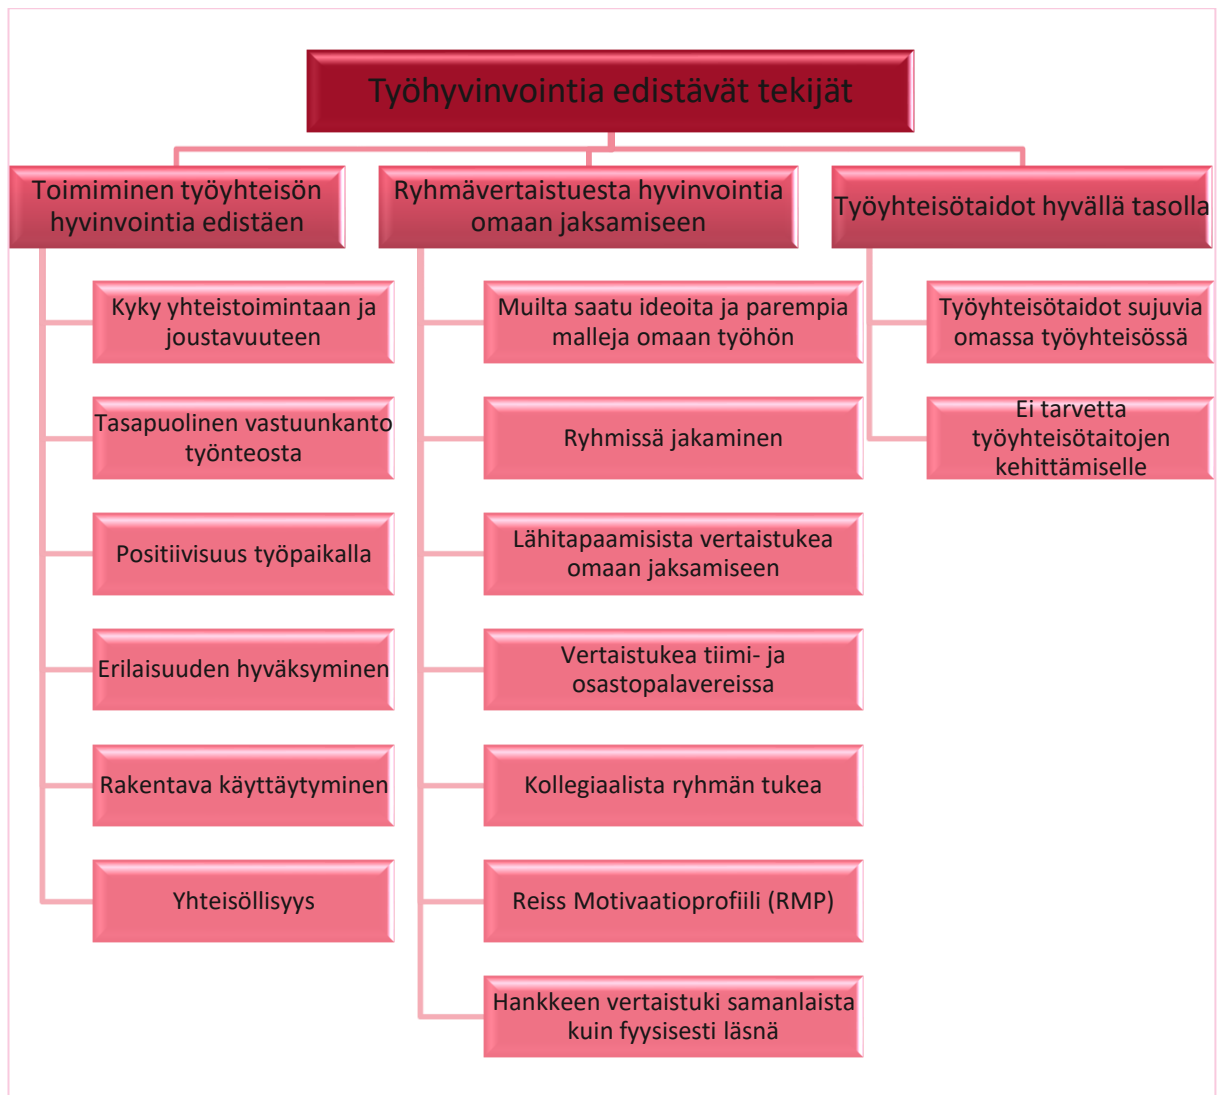 Työhyvinvointia edistävät tekijät
Toimiminen työyhteisön
hyvinvointia edistäen
Kyky yhteistoimintaan ja
joustavuuteen
Tasapuolinen vastuunkanto
työnteosta
Positiivisuus työpaikalla
Erilaisuuden hyväksyminen
Rakentava käyttäytyminen
Yhteisöllisyys
Ryhmävertaistuesta hyvinvointia
omaan jaksamiseen
Muilta saatu ideoita ja parempia
malleja omaan työhön
Ryhmissä jakaminen
Lähitapaamisista vertaistukea
omaan jaksamiseen
Vertaistukea tiimi- ja
osastopalavereissa
Kollegiaalista ryhmän tukea
Reiss Motivaatioprofiili (RMP)
Hankkeen vertaistuki samanlaista
kuin fyysisesti läsnä
Työyhteisötaidot hyvällä tasolla
Työyhteisötaidot sujuvia
omassa työyhteisössä
Ei tarvetta
työyhteisötaitojen
kehittämiselle